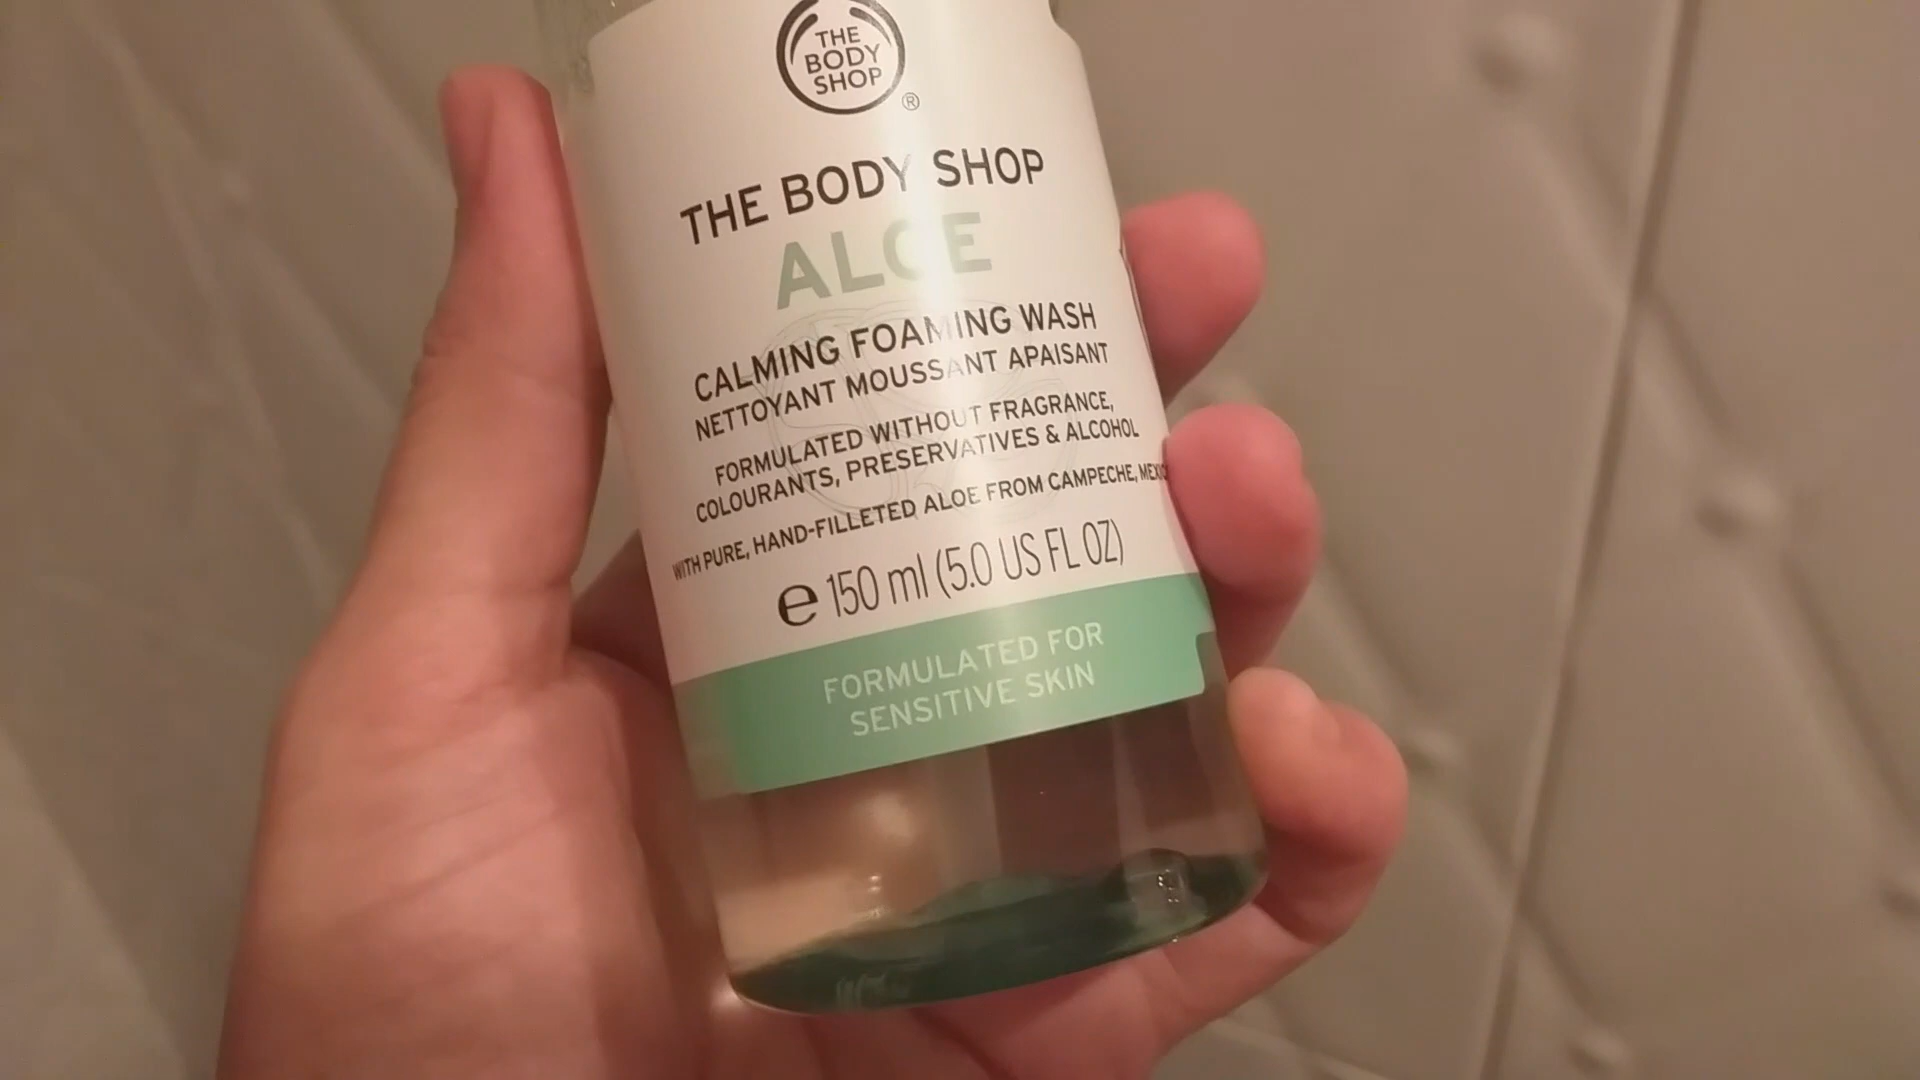 THE
BODY
SHOP
®
THE BODY SHOP
ALOE
CALMING FOAMING WASH
NETTOYANT MOUSSANT APAISANT
FORMULATED WITHOUT FRAGRANCE,
COLOURANTS, PRESERVATIVES & ALCOHOL
WITH PURE, HAND-FILLETED ALOE FROM CAMPECHE, MEXICO
e 150 ml (5.0 US FL OZ)
FORMULATED FOR
SENSITIVE SKIN